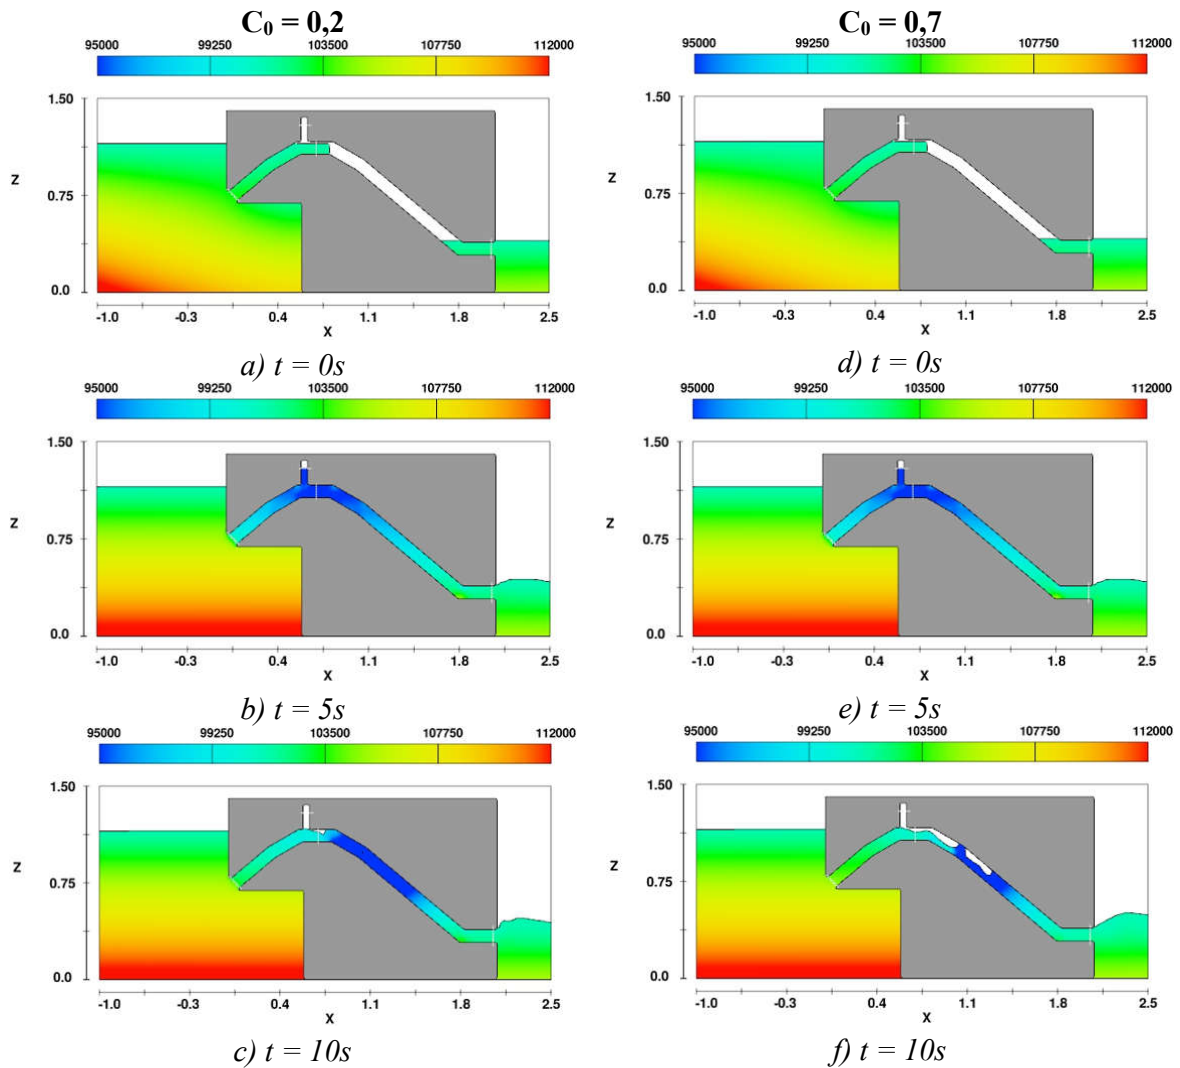 C₀ = 0,2
95000 99250 103500 107750 112000
1.50
Z
0.75
0.0
-1.0 -0.3 0.4 1.1 1.8 2.5
X
a) t = 0s
C₀ = 0,7
95000 99250 103500 107750 112000
1.50
Z
0.75
0.0
-1.0 -0.3 0.4 1.1 1.8 2.5
X
d) t = 0s
95000 99250 103500 107750 112000
1.50
Z
0.75
0.0
-1.0 -0.3 0.4 1.1 1.8 2.5
X
b) t = 5s
95000 99250 103500 107750 112000
1.50
Z
0.75
0.0
-1.0 -0.3 0.4 1.1 1.8 2.5
X
e) t = 5s
95000 99250 103500 107750 112000
1.50
Z
0.75
0.0
-1.0 -0.3 0.4 1.1 1.8 2.5
X
c) t = 10s
95000 99250 103500 107750 112000
1.50
Z
0.75
0.0
-1.0 -0.3 0.4 1.1 1.8 2.5
X
f) t = 10s